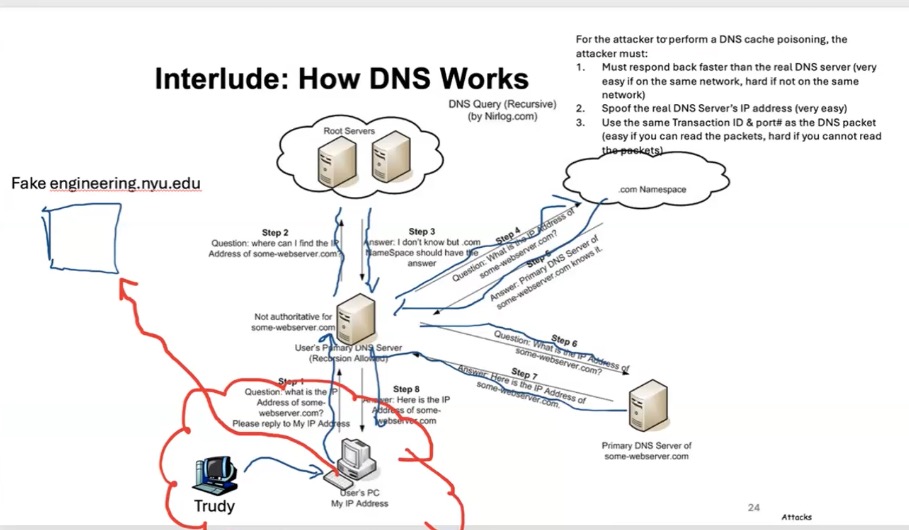 For the attacker to perform a DNS cache poisoning, the
attacker must:
1. Must respond back faster than the real DNS server (very
easy if on the same network, hard if not on the same
network)
2. Spoof the real DNS Server's IP address (very easy)
3. Use the same Transaction ID & port# as the DNS packet
(easy if you can read the packets, hard if you cannot read
the packets)
Interlude: How DNS Works
DNS Query (Recursive)
(by Nirlog.com)
Root Servers
.com Namespace
Fake engineering.nyu.edu
Step 2
Question: where can I find the IP
Address of some-webserver.com?
Step 3
Answer: I don't know but .com
NameSpace should have the
answer
Step 4
Question: What is the IP Address of
some-webserver.com?
Step 5
Answer: Primary DNS Server of
some-webserver.com knows it.
Not authoritative for
some-webserver.com
User's Primary DNS Server
(Recursion Allowed)
Step 6
Question: What is the IP Address of
some-webserver.com?
Step 7
Answer: Here is the IP Address of
some-webserver.com.
Step 1
Question: what is the IP
Address of some-
webserver.com?
Please reply to My IP Address
Step 8
Answer: Here is the IP
Address of some-
webserver.com
Primary DNS Server of
some-webserver.com
Trudy
User's PC
My IP Address
24
Attacks